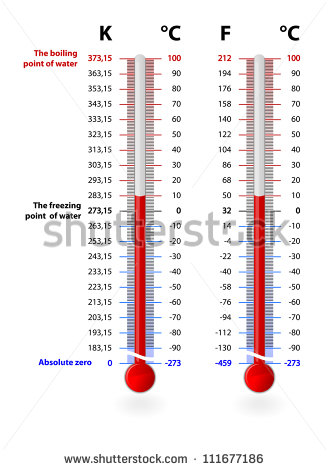 K °C F °C
The boiling
point of water
373,15 100 212 100
363,15 90 194 90
353,15 80 176 80
343,15 70 158 70
333,15 60 140 60
323,15 50 122 50
313,15 40 104 40
303,15 30 86 30
293,15 20 68 20
283,15 10 50 10
The freezing
point of water
273,15 0 32 0
263,15 -10 14 -10
253,15 -20 -4 -20
243,15 -30 -22 -30
233,15 -40 -40 -40
223,15 -50 -58 -50
213,15 -60 -76 -60
203,15 -70 -94 -70
193,15 -80 -112 -80
183,15 -90 -130 -90
Absolute zero 0 -273 -459 -273
shutterstock
www.shutterstock.com · 111677186